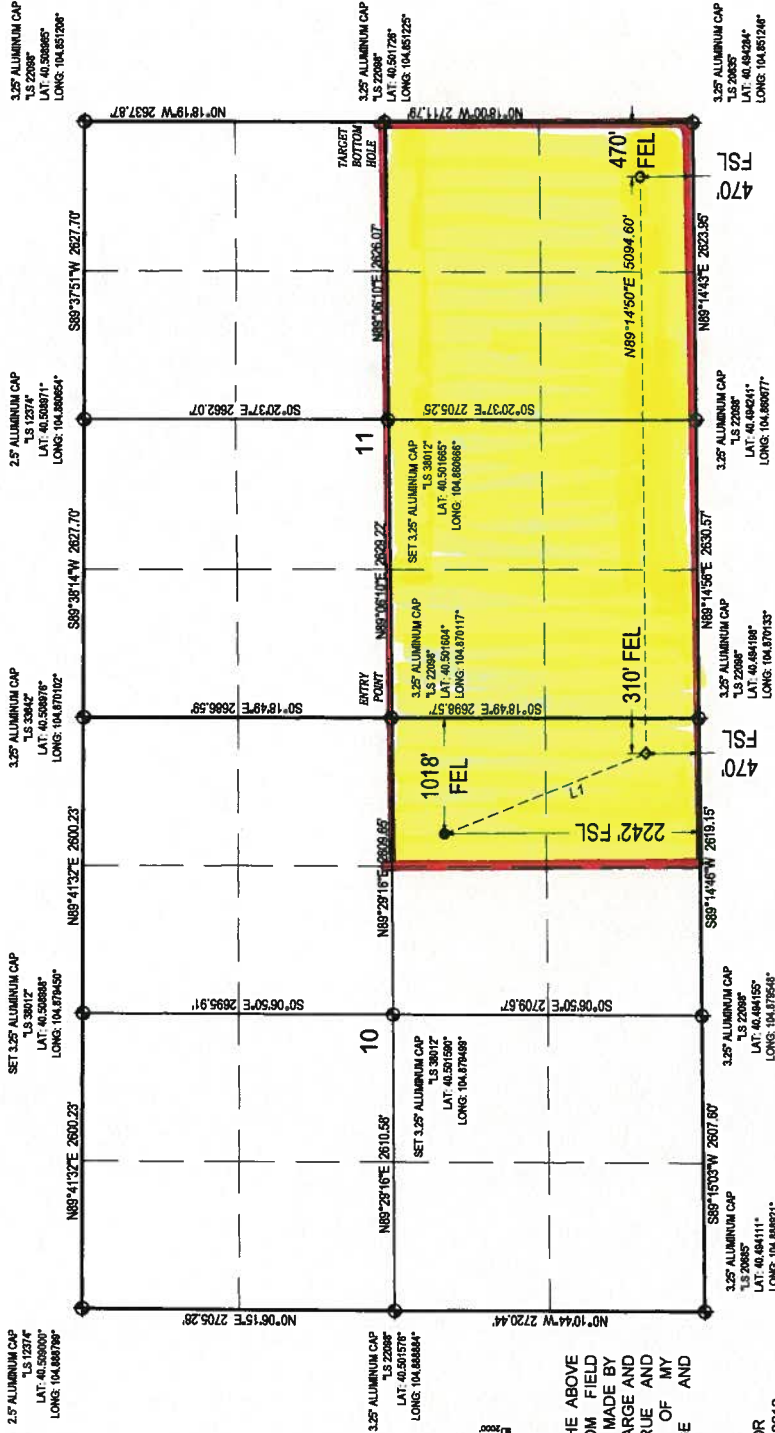 2.5" ALUMINUM CAP
"LS 12374"
LAT: 40.509000°
LONG: 104.888799°
N89°41'32"E 2600.23'
SET 3.25" ALUMINUM CAP
"LS 38012"
LAT: 40.508988°
LONG: 104.879450°
N89°41'32"E 2600.23'
3.25" ALUMINUM CAP
"LS 33642"
LAT: 40.508976°
LONG: 104.870102°
S89°38'14"W 2627.70'
2.5" ALUMINUM CAP
"LS 12374"
LAT: 40.508971°
LONG: 104.860654°
S89°37'51"W 2627.70'
3.25" ALUMINUM CAP
"LS 22098"
LAT: 40.508965°
LONG: 104.851206°
N0°06'15"E 2705.28'
S0°06'50"E 2695.91'
S0°18'49"E 2686.59'
S0°20'37"E 2662.07'
N0°18'19"W 2637.87'
3.25" ALUMINUM CAP
"LS 22098"
LAT: 40.501576°
LONG: 104.888884°
N89°29'16"E 2610.58'
10
SET 3.25" ALUMINUM CAP
"LS 38012"
LAT: 40.501590°
LONG: 104.879499°
N89°29'16"E 2609.65'
ENTRY
POINT
3.25" ALUMINUM CAP
"LS 22098"
LAT: 40.501604°
LONG: 104.870117°
N89°06'10"E 2629.22'
11
SET 3.25" ALUMINUM CAP
"LS 38012"
LAT: 40.501665°
LONG: 104.860666°
N89°06'10"E 2626.07'
TARGET
BOTTOM
HOLE
3.25" ALUMINUM CAP
"LS 22098"
LAT: 40.501726°
LONG: 104.851225°
N0°10'44"W 2720.44'
S0°06'50"E 2709.67'
S0°18'49"E 2698.57'
S0°20'37"E 2705.25'
N0°18'00"W 2711.79'
1018'
FEL
2242' FSL
L1
310' FEL
470'
FSL
N89°14'50"E 5094.60'
470'
FEL
470'
FSL
S89°15'03"W 2607.60'
S89°14'46"W 2619.15'
N89°14'56"E 2630.57'
N89°14'43"E 2623.95'
3.25" ALUMINUM CAP
"LS 20685"
LAT: 40.494111°
3.25" ALUMINUM CAP
"LS 22098"
LAT: 40.494155°
LONG: 104.879548°
3.25" ALUMINUM CAP
"LS 22098"
LAT: 40.494198°
LONG: 104.870133°
3.25" ALUMINUM CAP
"LS 22098"
LAT: 40.494241°
LONG: 104.860677°
3.25" ALUMINUM CAP
"LS 20685"
LAT: 40.494284°
LONG: 104.851246°
HE ABOVE
OM FIELD
MADE BY
ARGE AND
RUE AND
OF MY
GE AND
OR